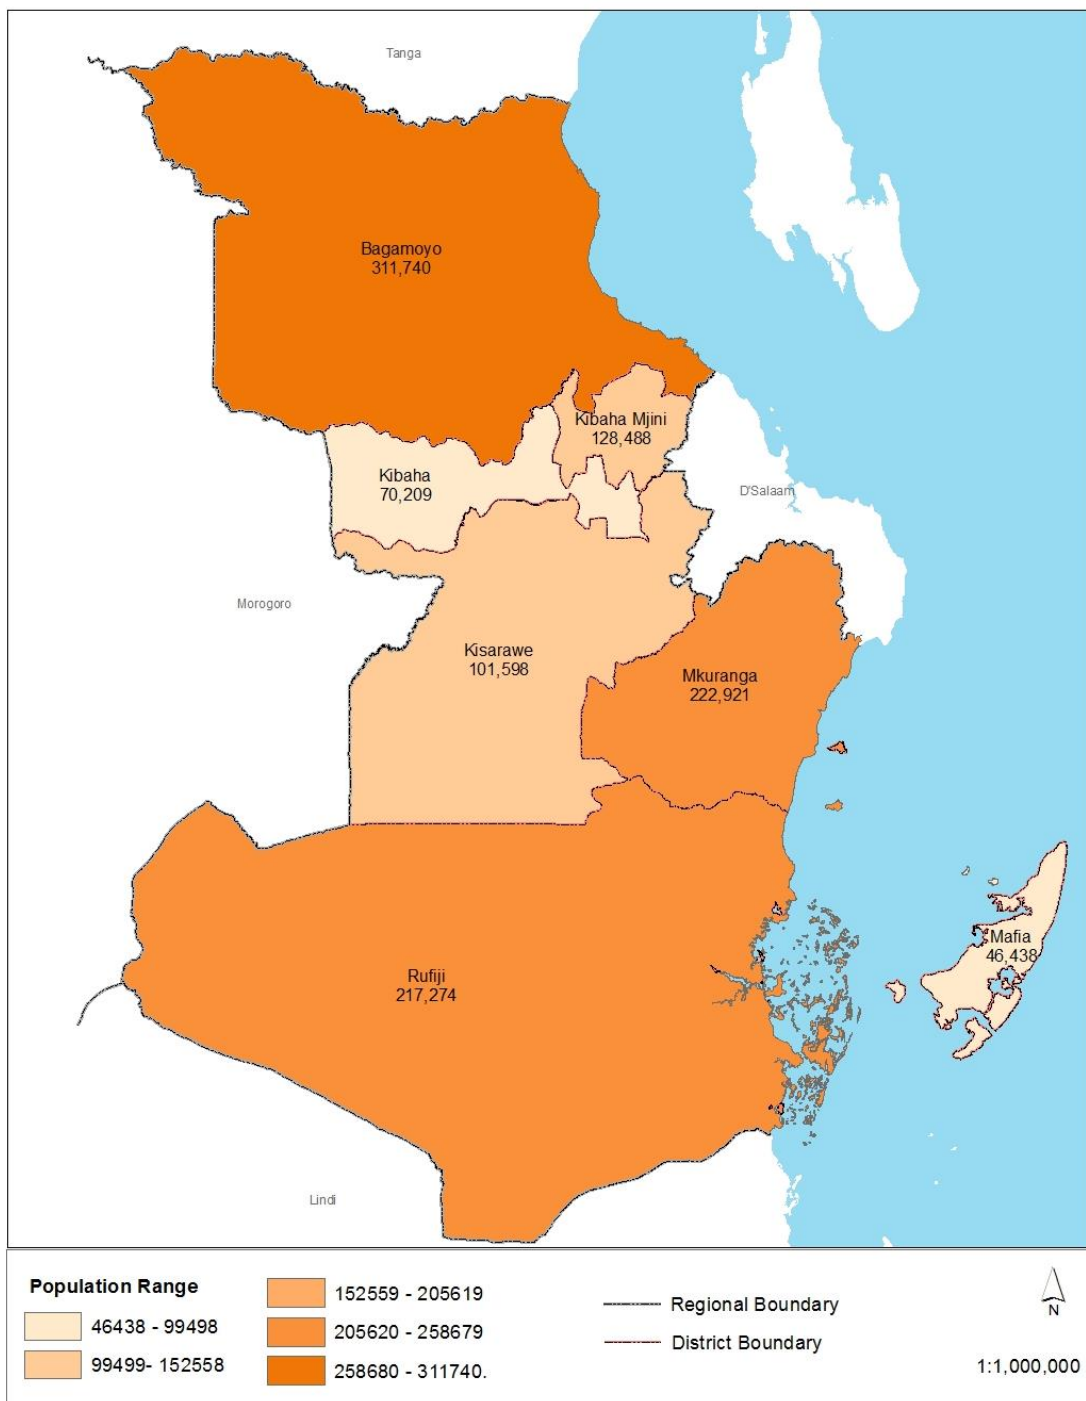 Tanga
Bagamoyo
311,740
Kibaha Mjini
128,488
Kibaha
70,209
D'Salaam
Morogoro
Kisarawe
101,598
Mkuranga
222,921
Mafia
46,438
Rufiji
217,274
Lindi
Population Range
46438 - 99498
99499- 152558
152559 - 205619
205620 - 258679
258680 - 311740.
Regional Boundary
District Boundary
N
1:1,000,000